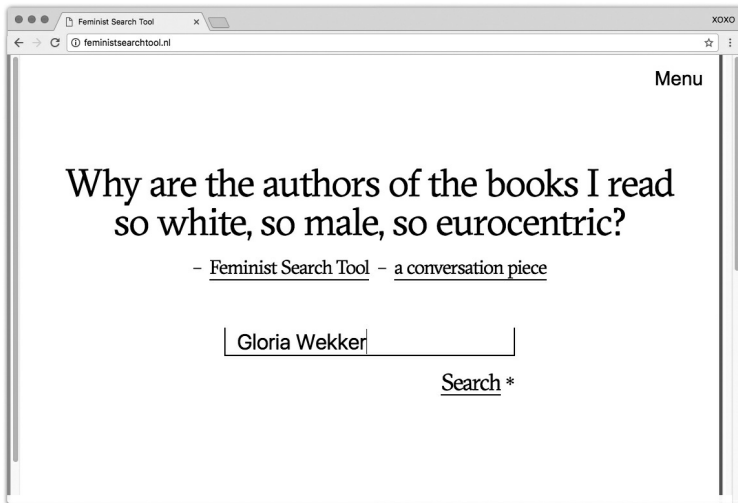 Feminist Search Tool
XOXO
feministsearchtool.nl
Menu
Why are the authors of the books I read
so white, so male, so eurocentric?
– Feminist Search Tool – a conversation piece
Gloria Wekker
Search *